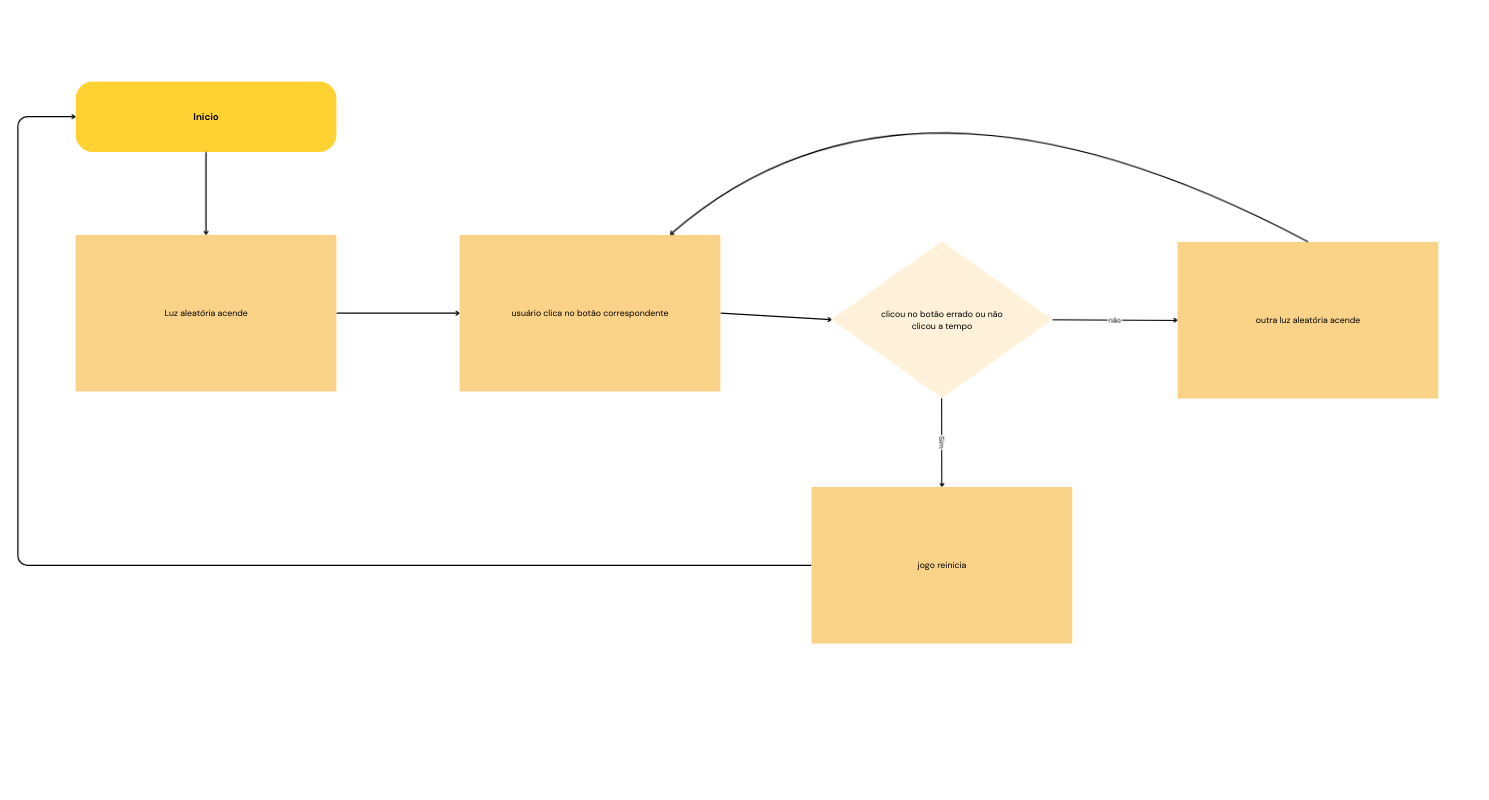 Inicio
Luz aleatória acende
usuário clica no botão correspondente
clicou no botão errado ou não
clicou a tempo
não
outra luz aleatória acende
Sim
jogo reinicia